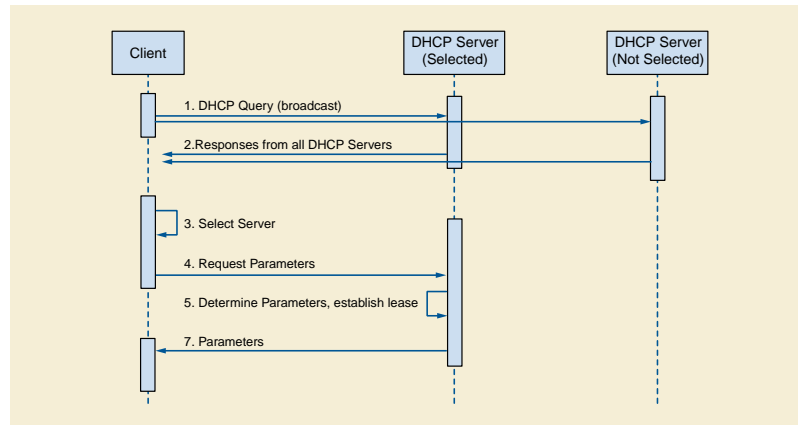 Client
DHCP Server
(Selected)
DHCP Server
(Not Selected)
1. DHCP Query (broadcast)
2.Responses from all DHCP Servers
3. Select Server
4. Request Parameters
5. Determine Parameters, establish lease
7. Parameters